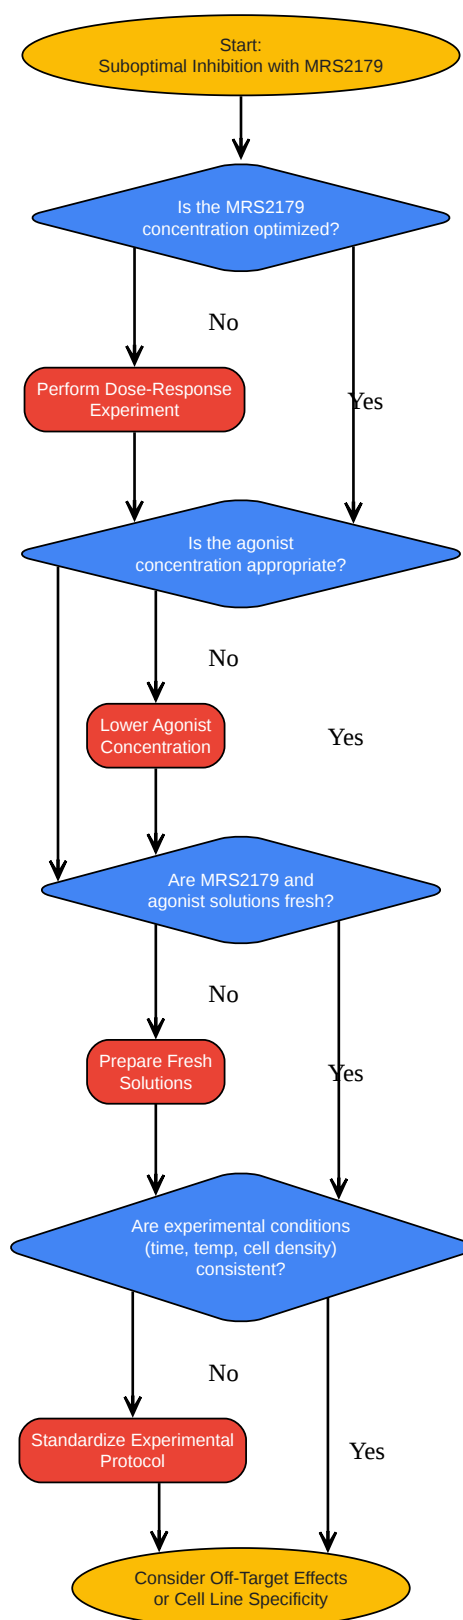 Start:
Suboptimal Inhibition with MRS2179
Is the MRS2179
concentration optimized?
No
Perform Dose-Response
Experiment
Yes
Is the agonist
concentration appropriate?
No
Lower Agonist
Concentration
Yes
Are MRS2179 and
agonist solutions fresh?
No
Prepare Fresh
Solutions
Yes
Are experimental conditions
(time, temp, cell density)
consistent?
No
Standardize Experimental
Protocol
Yes
Consider Off-Target Effects
or Cell Line Specificity